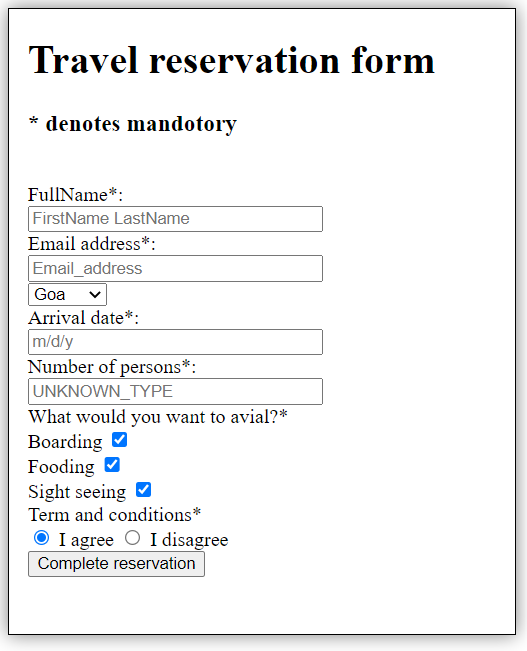 Travel reservation form
* denotes mandotory
FullName*:
FirstName LastName
Email address*:
Email_address
Goa
Arrival date*:
m/d/y
Number of persons*:
UNKNOWN_TYPE
What would you want to avial?*
Boarding
Fooding
Sight seeing
Term and conditions*
I agree I disagree
Complete reservation